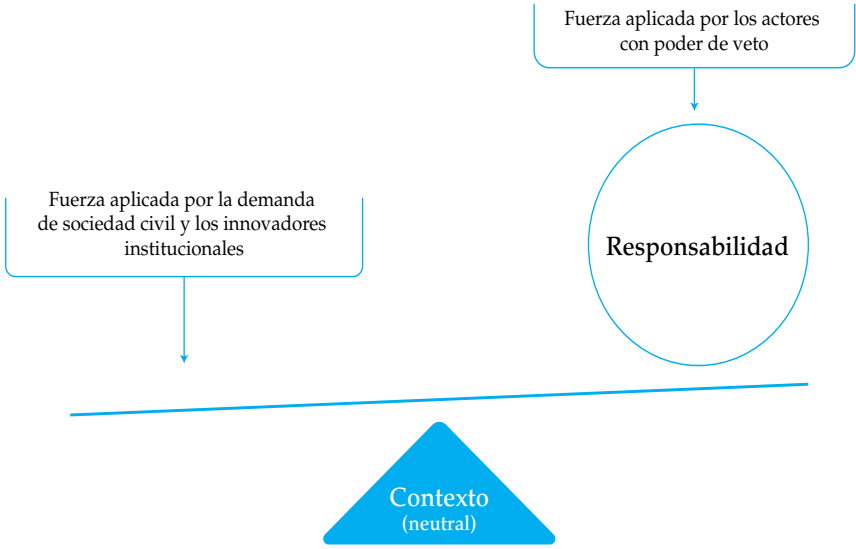 Fuerza aplicada por los actores
con poder de veto
Fuerza aplicada por la demanda
de sociedad civil y los innovadores
institucionales
Responsabilidad
Contexto
(neutral)